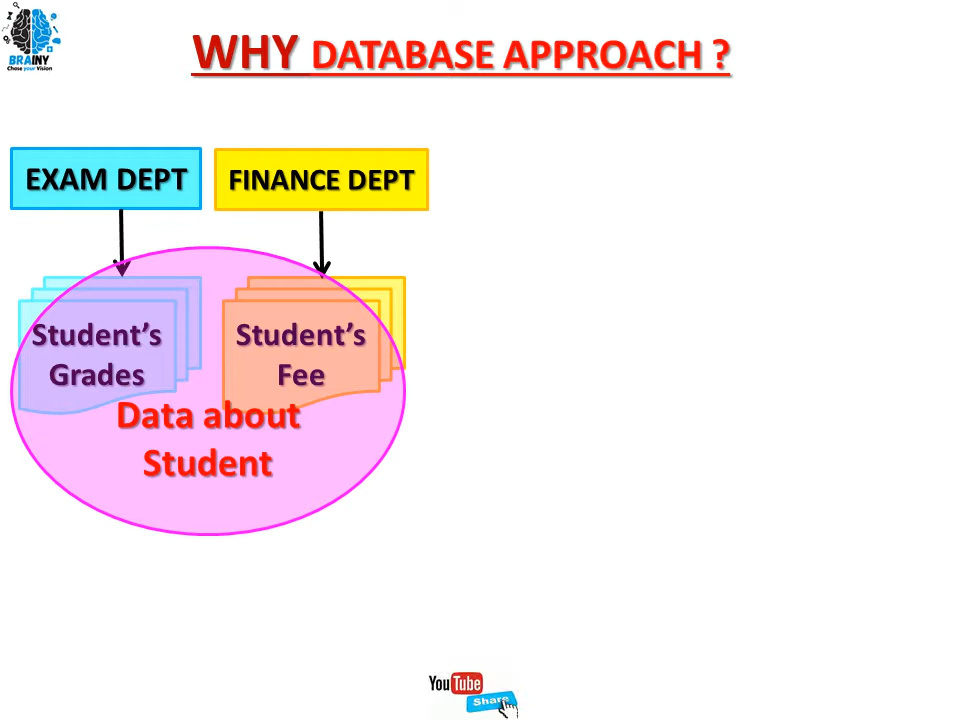 BRAINY
Chase your Vision
WHY DATABASE APPROACH ?
EXAM DEPT
FINANCE DEPT
Student’s
Grades
Student’s
Fee
Data about
Student
YouTube
Share